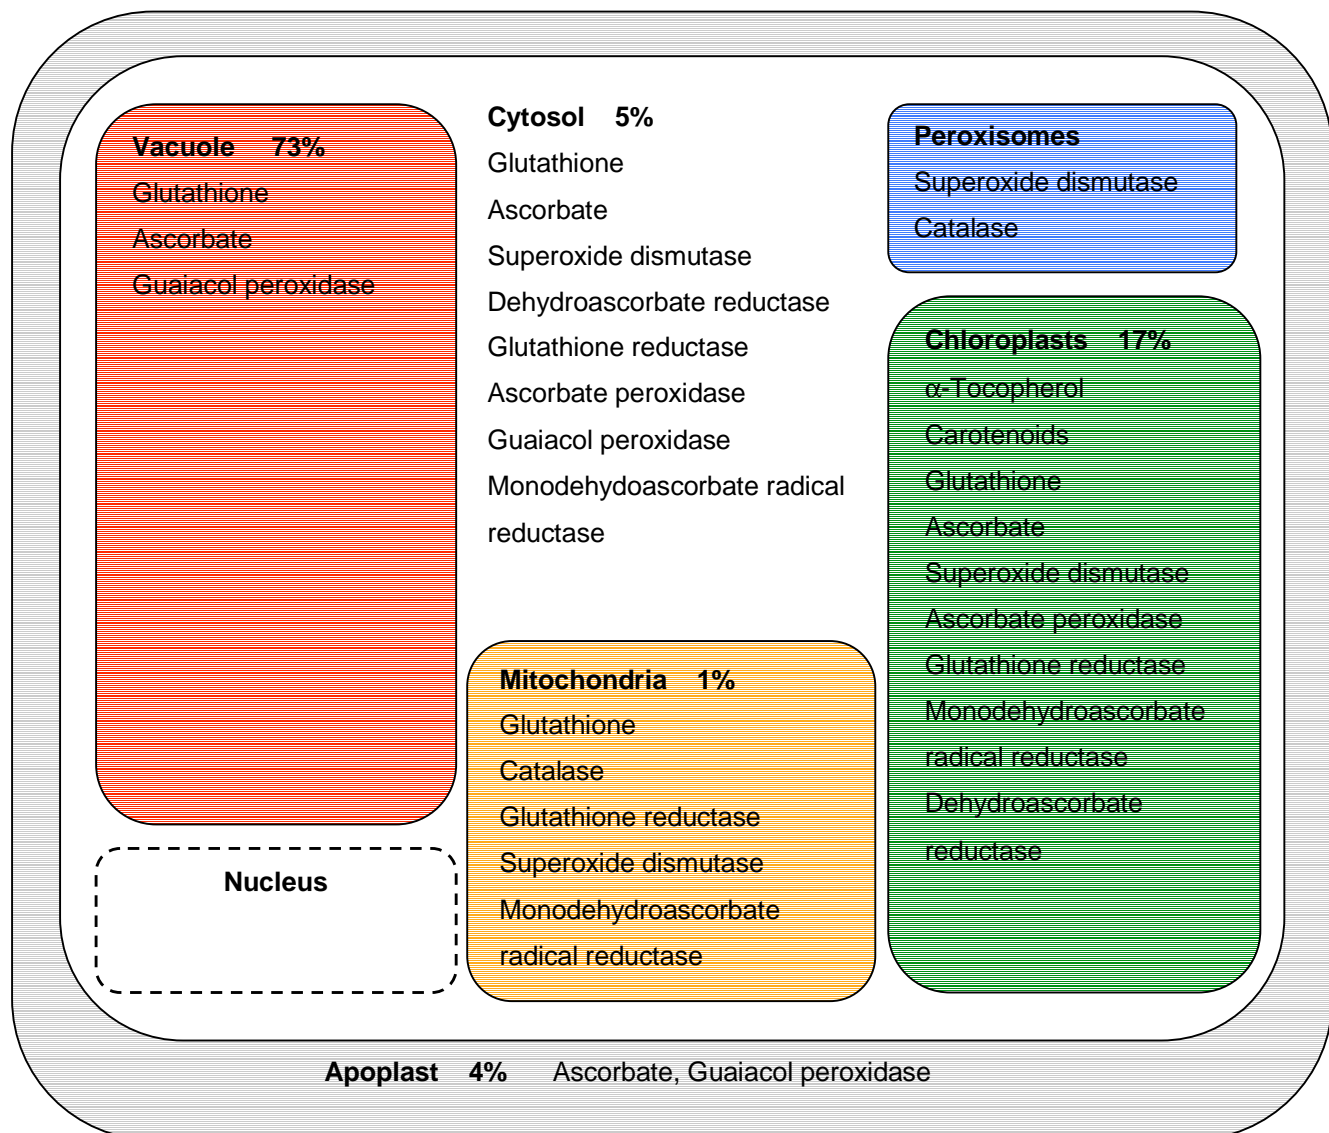 Vacuole 73%
Glutathione
Ascorbate
Guaiacol peroxidase
Cytosol 5%
Glutathione
Ascorbate
Superoxide dismutase
Dehydroascorbate reductase
Glutathione reductase
Ascorbate peroxidase
Guaiacol peroxidase
Monodehydoascorbate radical
reductase
Peroxisomes
Superoxide dismutase
Catalase
Chloroplasts 17%
α-Tocopherol
Carotenoids
Glutathione
Ascorbate
Superoxide dismutase
Ascorbate peroxidase
Glutathione reductase
Monodehydroascorbate
radical reductase
Dehydroascorbate
reductase
Mitochondria 1%
Glutathione
Catalase
Glutathione reductase
Superoxide dismutase
Monodehydroascorbate
radical reductase
Nucleus
Apoplast 4% Ascorbate, Guaiacol peroxidase